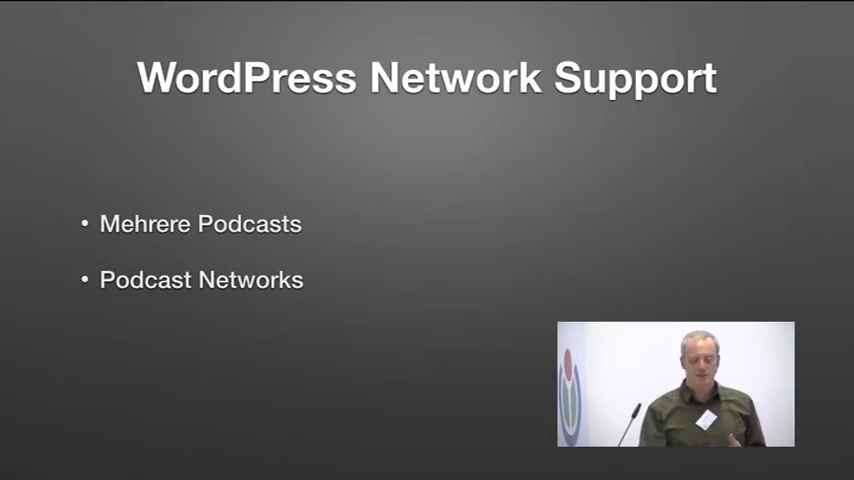 WordPress Network Support
• Mehrere Podcasts
• Podcast Networks